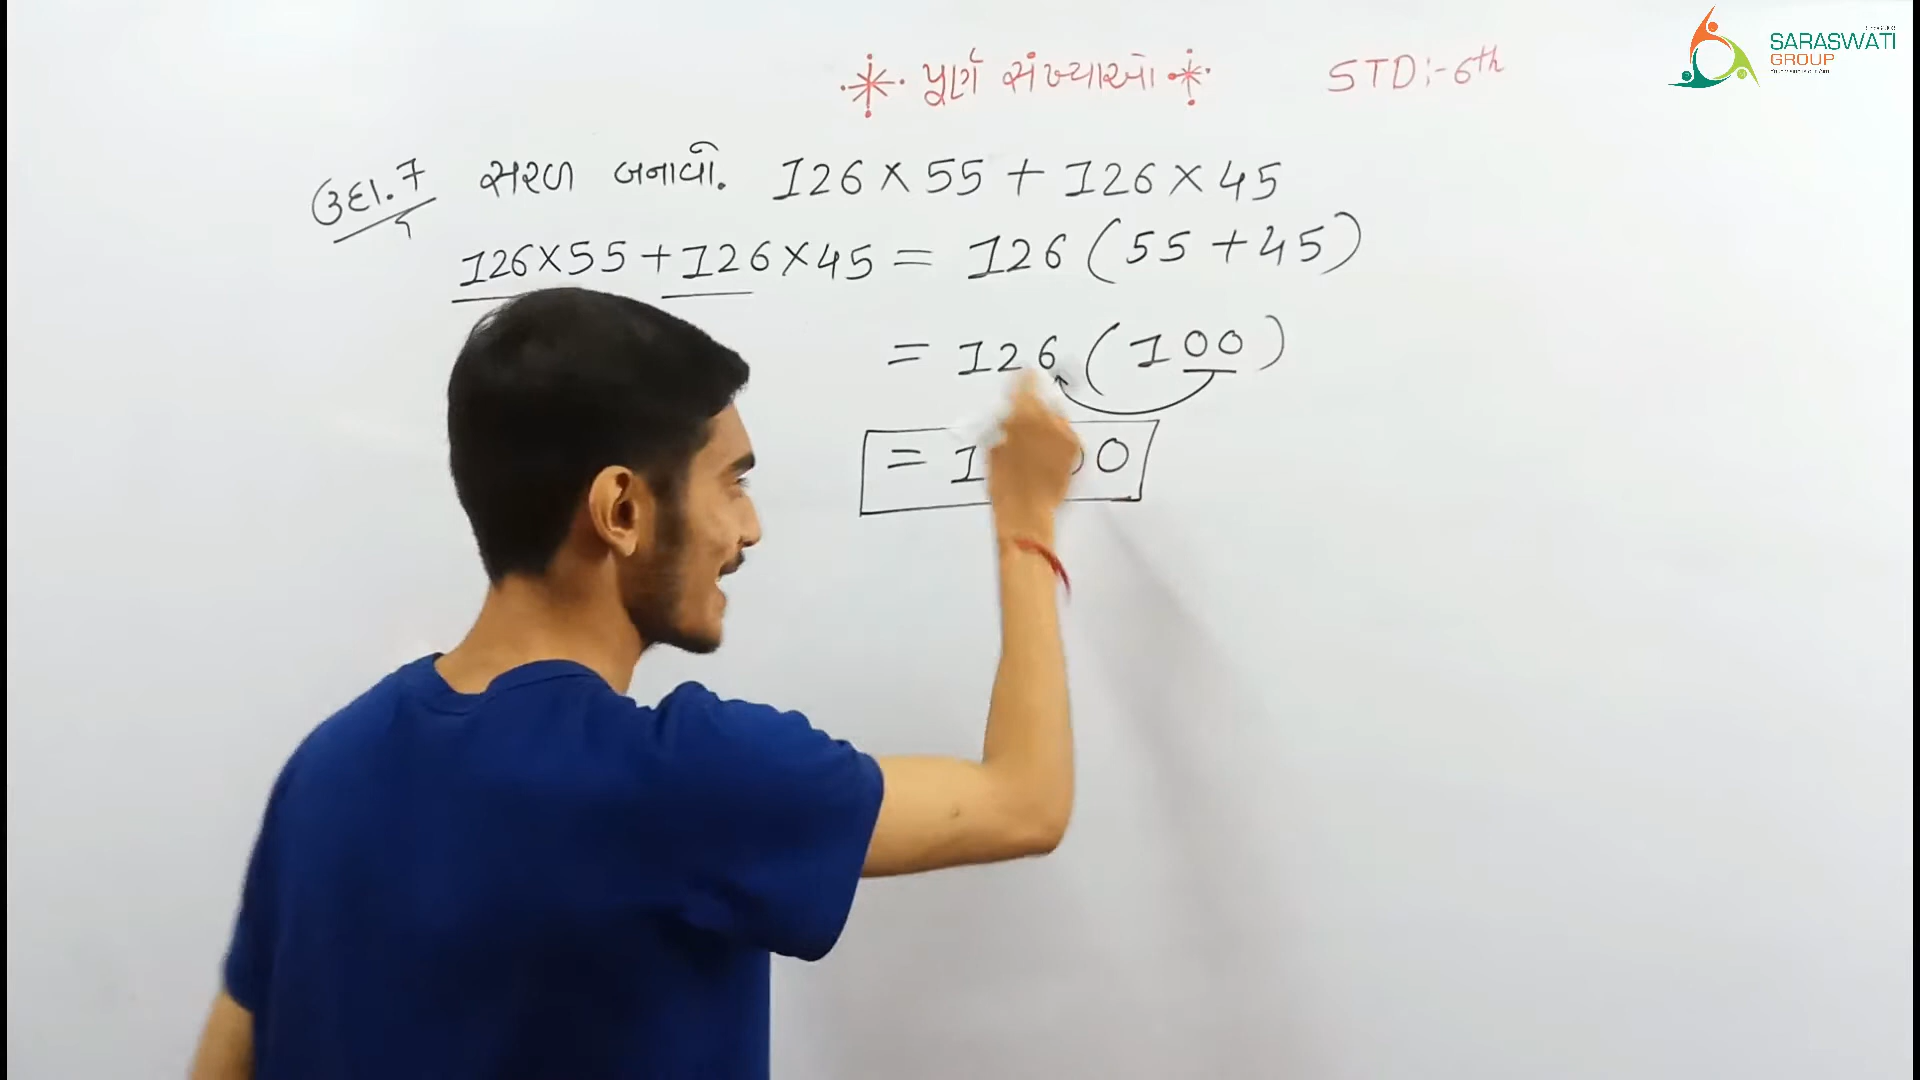 પૂર્ણ સંખ્યાઓ STD:-6th
SARASWATI
GROUP
ઉદા.7 સરળ બનાવો. 126×55+126×45
126×55+126×45 = 126(55+45)
= 126(100)